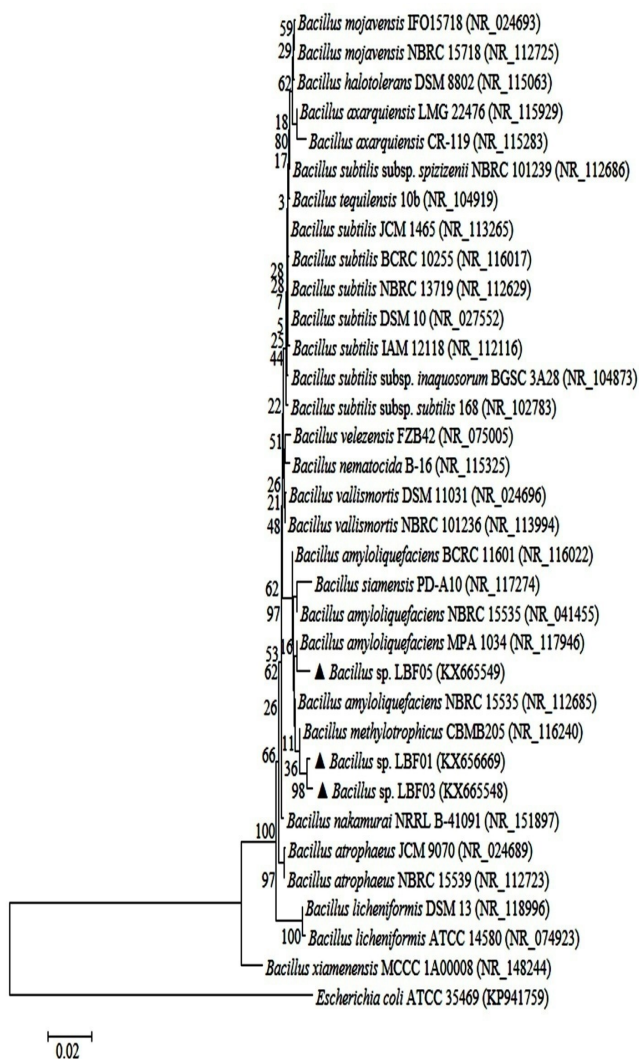 59
Bacillus mojavensis IFO15718 (NR_024693)
29
Bacillus mojavensis NBRC 15718 (NR_112725)
62
Bacillus halotolerans DSM 8802 (NR_115063)
Bacillus axarquiensis LMG 22476 (NR_115929)
18
80
Bacillus axarquiensis CR-119 (NR_115283)
17
Bacillus subtilis subsp. spizizenii NBRC 101239 (NR_112686)
3
Bacillus tequilensis 10b (NR_104919)
Bacillus subtilis JCM 1465 (NR_113265)
Bacillus subtilis BCRC 10255 (NR_116017)
28
28
Bacillus subtilis NBRC 13719 (NR_112629)
7
5
Bacillus subtilis DSM 10 (NR_027552)
25
Bacillus subtilis IAM 12118 (NR_112116)
44
Bacillus subtilis subsp. inaquosorum BGSC 3A28 (NR_104873)
22
Bacillus subtilis subsp. subtilis 168 (NR_102783)
51
Bacillus velezensis FZB42 (NR_075005)
Bacillus nematocida B-16 (NR_115325)
26
21
Bacillus vallismortis DSM 11031 (NR_024696)
48
Bacillus vallismortis NBRC 101236 (NR_113994)
Bacillus amyloliquefaciens BCRC 11601 (NR_116022)
62
Bacillus siamensis PD-A10 (NR_117274)
97
Bacillus amyloliquefaciens NBRC 15535 (NR_041455)
53
16
Bacillus amyloliquefaciens MPA 1034 (NR_117946)
62
▲ Bacillus sp. LBF05 (KX665549)
26
Bacillus amyloliquefaciens NBRC 15535 (NR_112685)
Bacillus methylotrophicus CBMB205 (NR_116240)
66
11
36
▲ Bacillus sp. LBF01 (KX656669)
98
▲ Bacillus sp. LBF03 (KX665548)
Bacillus nakamurai NRRL B-41091 (NR_151897)
100
Bacillus atrophaeus JCM 9070 (NR_024689)
97
Bacillus atrophaeus NBRC 15539 (NR_112723)
Bacillus licheniformis DSM 13 (NR_118996)
100
Bacillus licheniformis ATCC 14580 (NR_074923)
Bacillus xiamenensis MCCC 1A00008 (NR_148244)
Escherichia coli ATCC 35469 (KP941759)
0.02